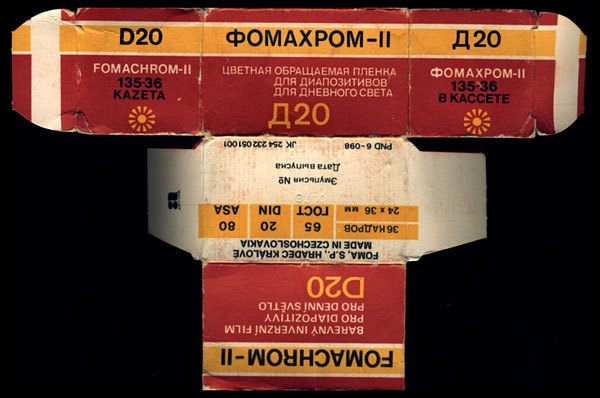 D20
FOMACHROM-II
135-36
KAZETA
ФОМАХРОМ-II
ЦВЕТНАЯ ОБРАЩАЕМАЯ ПЛЕНКА
ДЛЯ ДИАПОЗИТИВОВ
ДЛЯ ДНЕВНОГО СВЕТА
Д20
Д20
ФОМАХРОМ-II
135-36
В КАССЕТЕ
FOMA, S.P., HRADEC KRÁLOVÉ
MADE IN CZECHOSLOVAKIA
36 КАДРОВ ГОСТ DIN ASA
24 x 36 мм 65 20 80
Эмульсия №
Дата выпуска
PND 6-098 JK 254 232 051 001
FOMACHROM-II
BAREVNÝ INVERZNÍ FILM
PRO DIAPOZITIVY
PRO DENNÍ SVĚTLO
D20